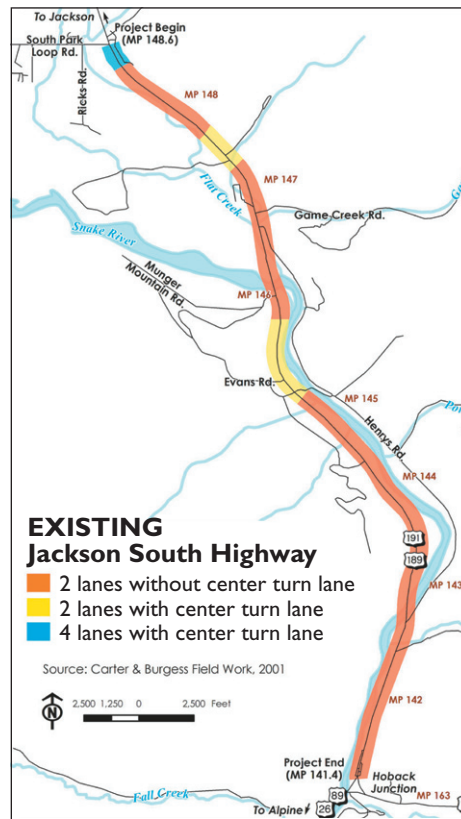 To Jackson
Project Begin
(MP 148.6)
South Park
Loop Rd.
Ricks Rd.
MP 148
MP 147
Flat Creek
Game Creek Rd.
Snake River
Munger
Mountain Rd.
MP 146
Evans Rd.
MP 145
Henrys Rd.
MP 144
EXISTING
Jackson South Highway
191
189
2 lanes without center turn lane
MP 143
2 lanes with center turn lane
4 lanes with center turn lane
Source: Carter & Burgess Field Work, 2001
N
2,500 1,250 0 2,500 Feet
MP 142
Project End
(MP 141.4)
Hoback
Junction
89
MP 163
Fall Creek
26
To Alpine